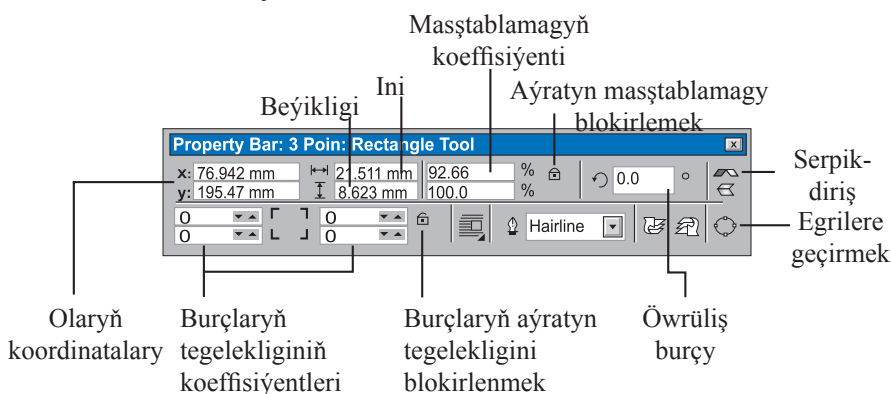 Masştablamagyň
koeffisiýenti
Ini
Beýikligi
Aýratyn masştablamagy
blokirlemek
Property Bar: 3 Poin: Rectangle Tool
x: 76.942 mm 21.511 mm 92.66 % 0.0 °
y: 195.47 mm 8.623 mm 100.0 %
0 0
0 0
Hairline
Serpik-
diriş
Egrilere
geçirmek
Olaryň
koordinatalary
Burçlaryň
tegelekliginiň
koeffisiýentleri
Burçlaryň aýratyn
tegelekligini
blokirlenmek
Öwrüliş
burçy